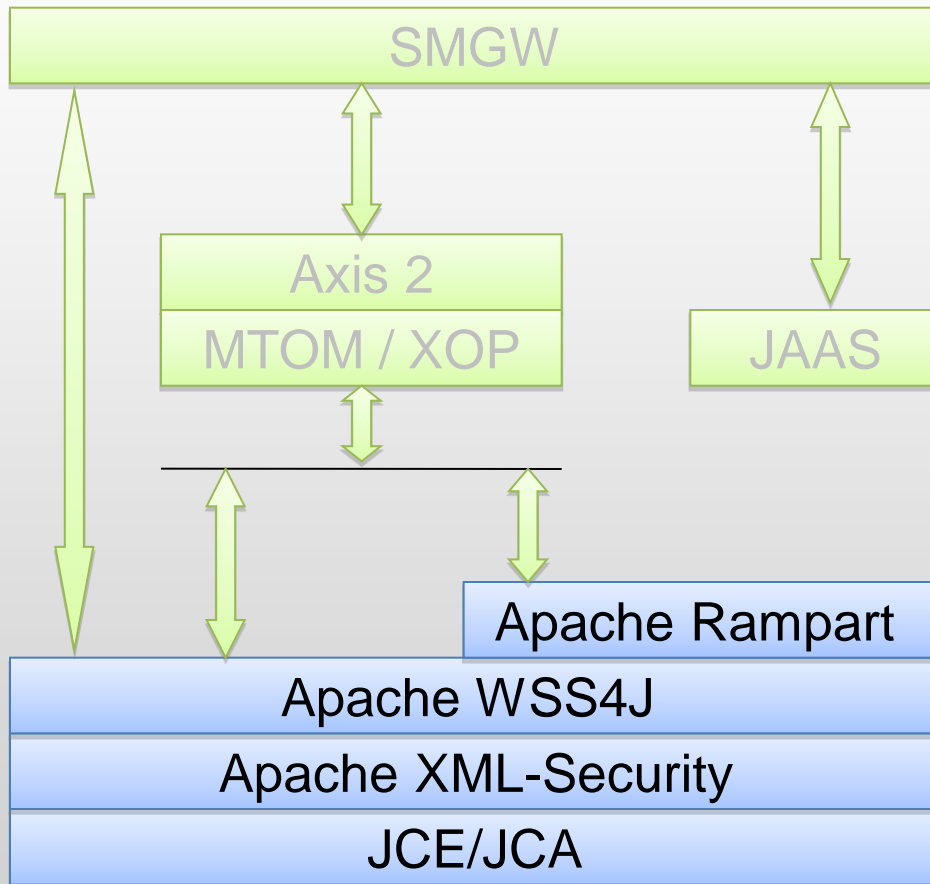 SMGW
Axis 2
MTOM / XOP
JAAS
Apache Rampart
Apache WSS4J
Apache XML-Security
JCE/JCA